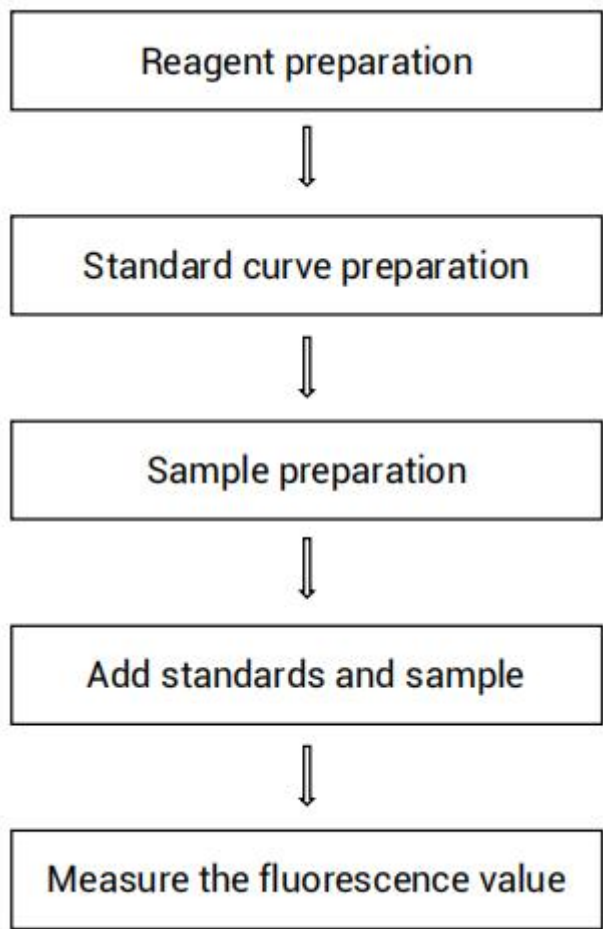 Reagent preparation
Standard curve preparation
Sample preparation
Add standards and sample
Measure the fluorescence value